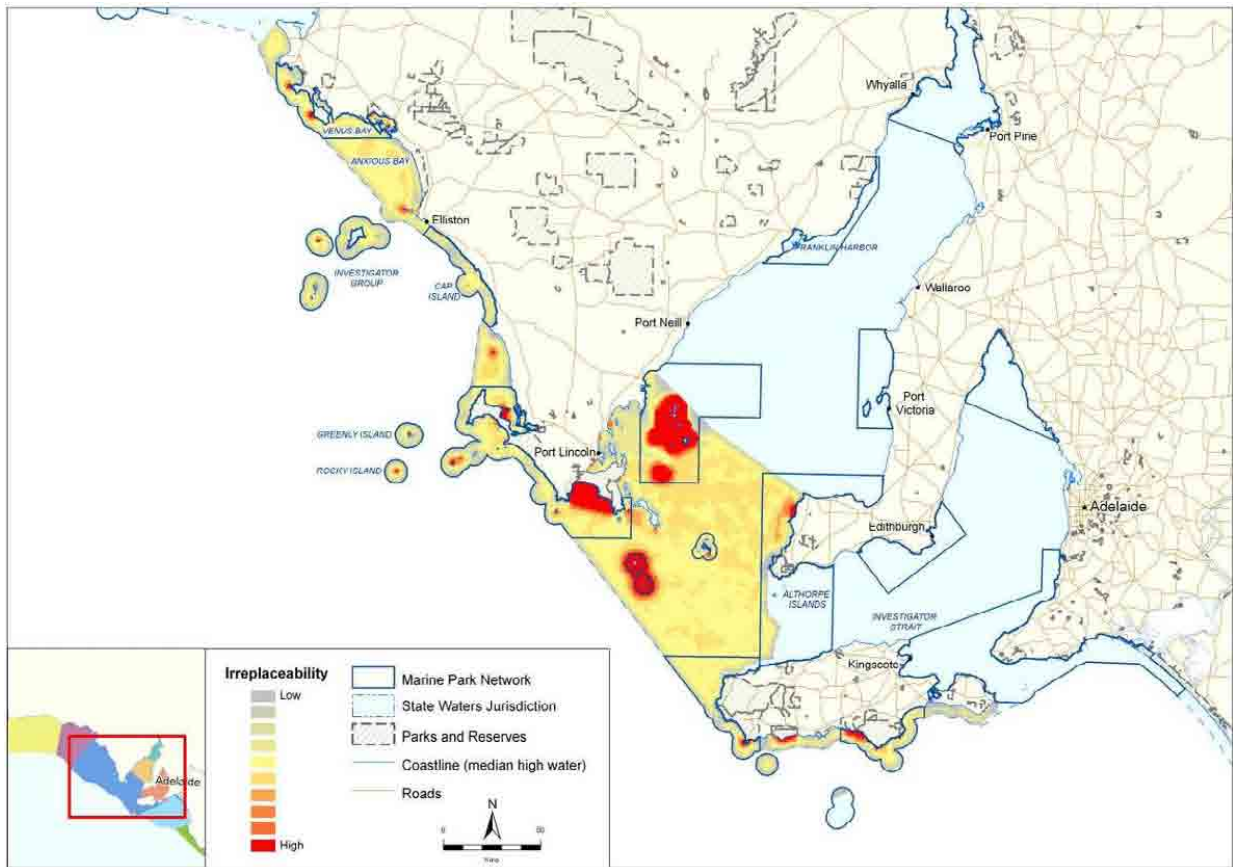 Whyalla
Port Pirie
VENUS BAY
ANXIOUS BAY
Elliston
RANKLIN HARBOR
INVESTIGATOR
GROUP
CAP
ISLAND
Wallaroo
Port Neill
Port
Victoria
GREENLY ISLAND
Port Lincoln
ROCKY ISLAND
Adelaide
Edithburgh
ALTHORPE
ISLANDS
INVESTIGATOR
STRAIT
Kingscote
Irreplaceability
Low
High
Marine Park Network
State Waters Jurisdiction
Parks and Reserves
Coastline (median high water)
Roads
N
0
Adelaide